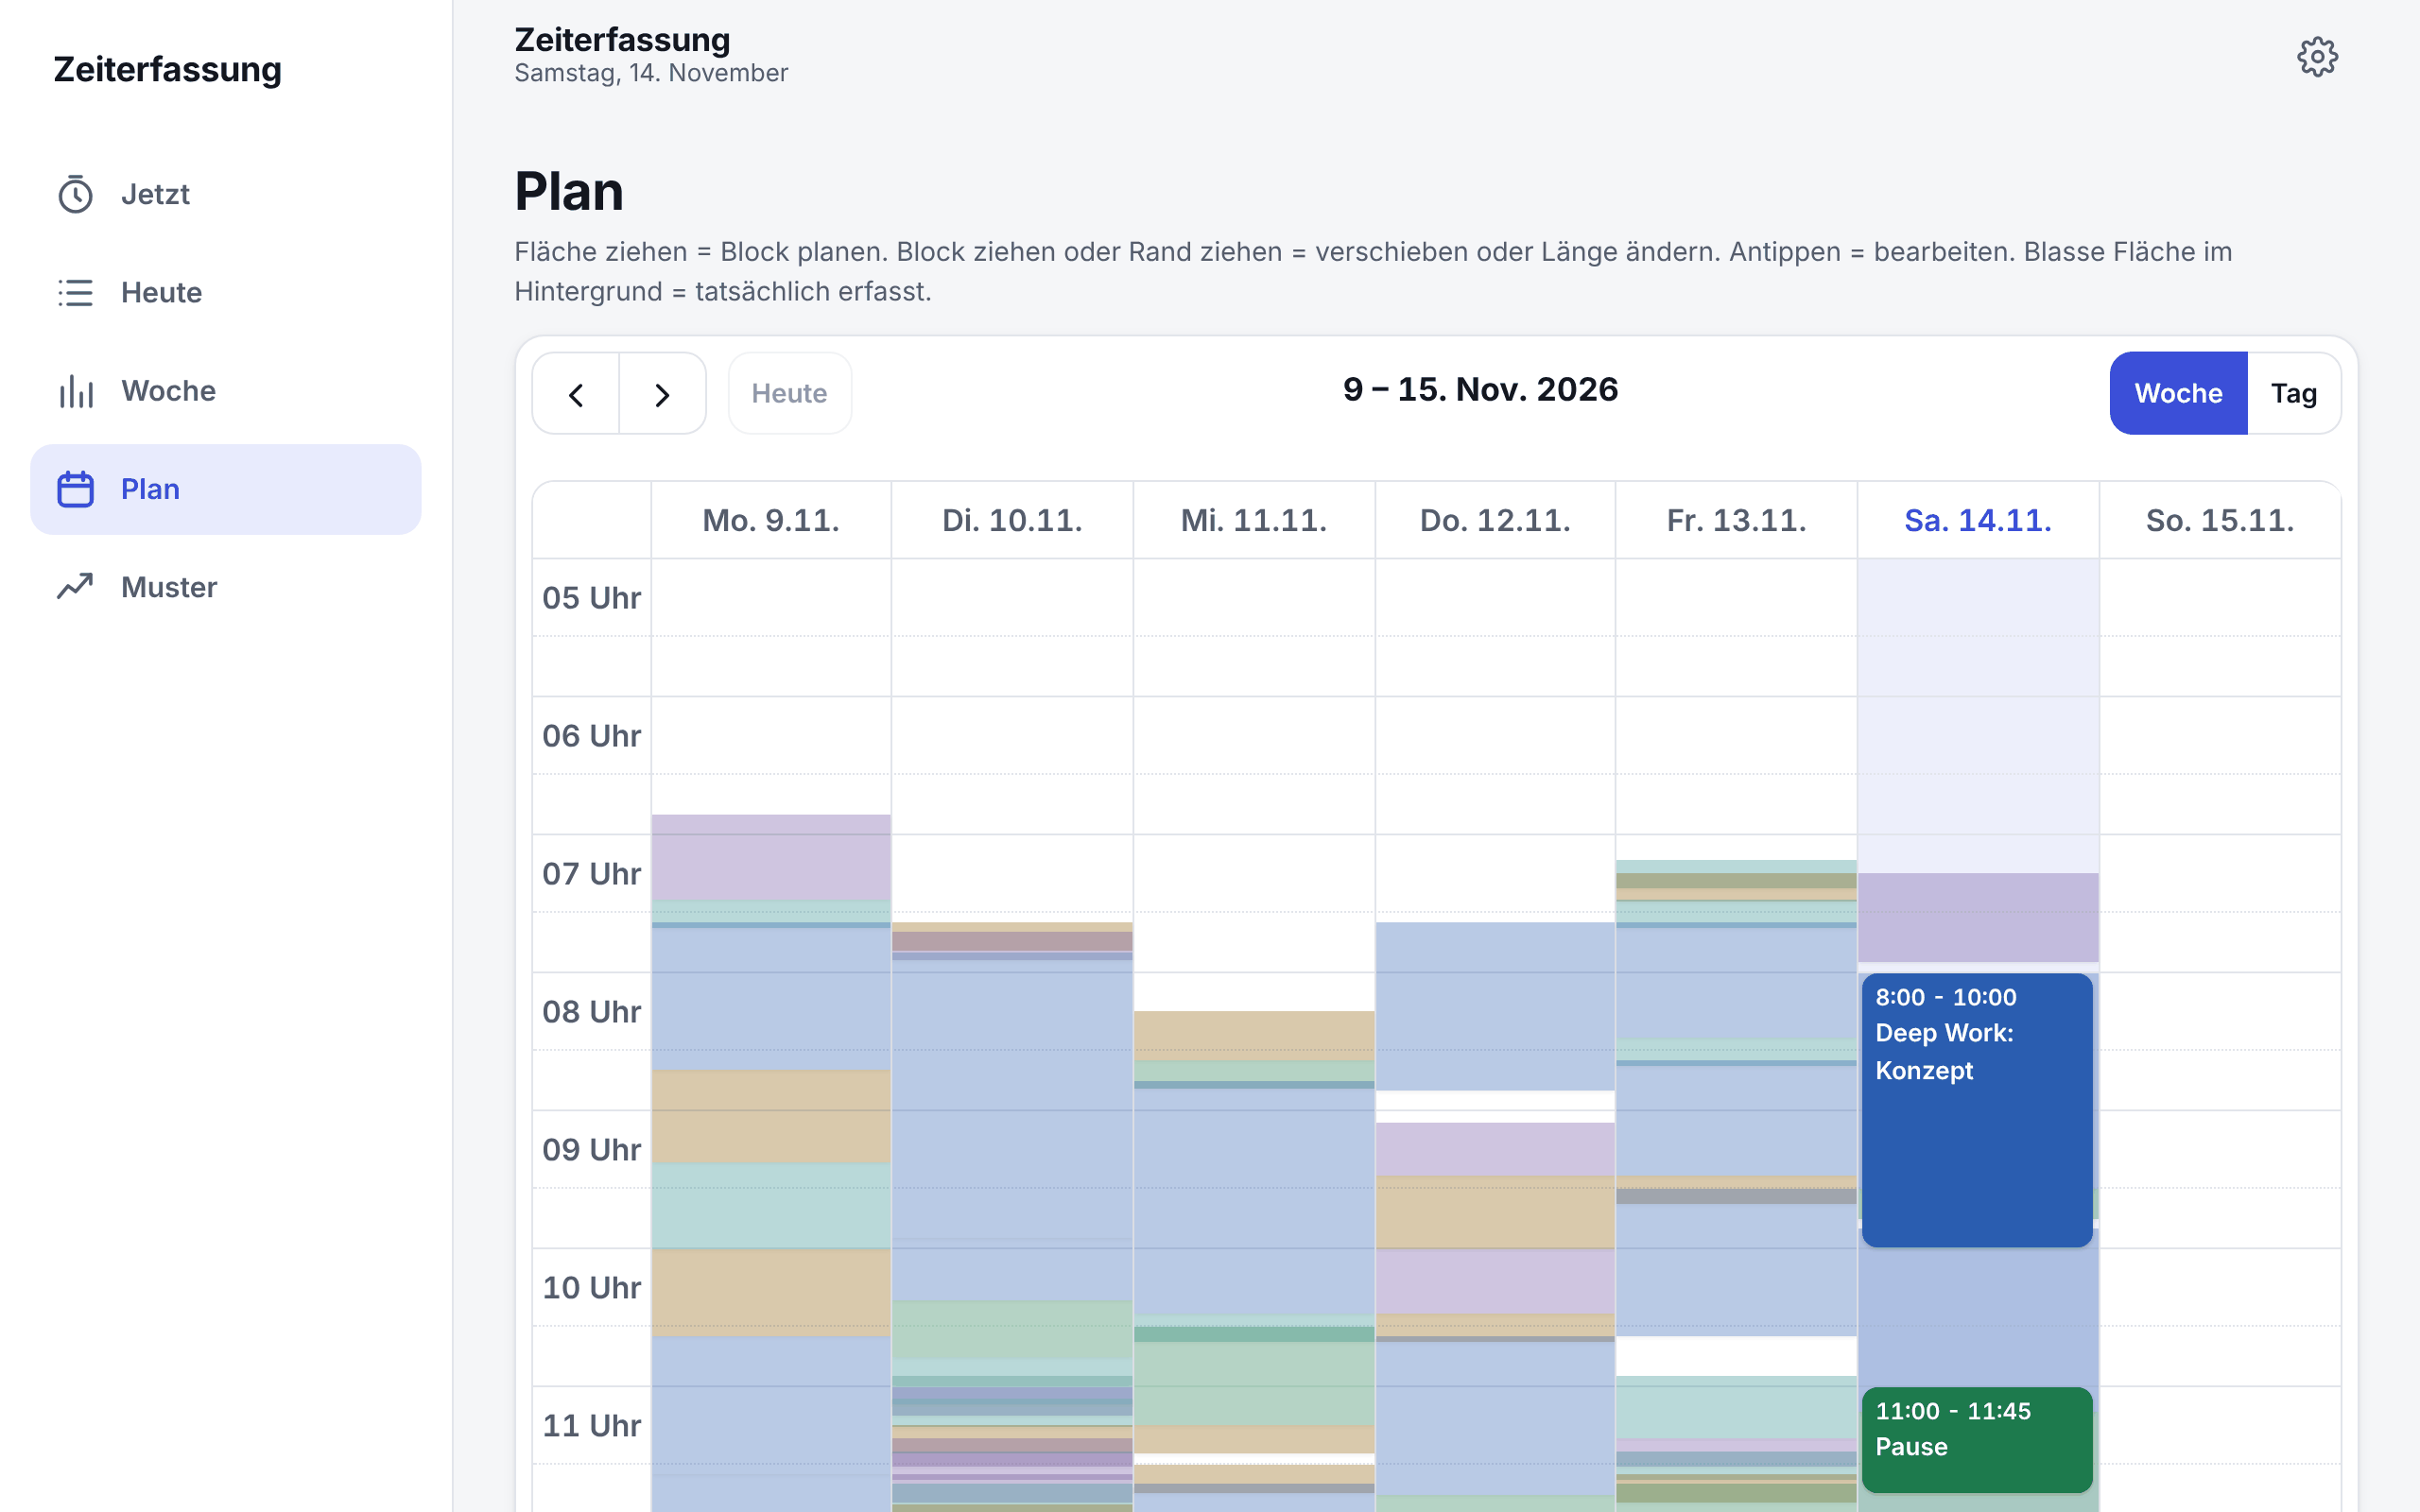 Zeiterfassung
Jetzt
Heute
Woche
Plan
Muster
Zeiterfassung
Samstag, 14. November
Plan
Fläche ziehen = Block planen. Block ziehen oder Rand ziehen = verschieben oder Länge ändern. Antippen = bearbeiten. Blasse Fläche im
Hintergrund = tatsächlich erfasst.
Heute
9 – 15. Nov. 2026
Woche
Tag
Mo. 9.11.
Di. 10.11.
Mi. 11.11.
Do. 12.11.
Fr. 13.11.
Sa. 14.11.
So. 15.11.
05 Uhr
06 Uhr
07 Uhr
08 Uhr
09 Uhr
10 Uhr
11 Uhr
8:00 - 10:00
Deep Work:
Konzept
11:00 - 11:45
Pause